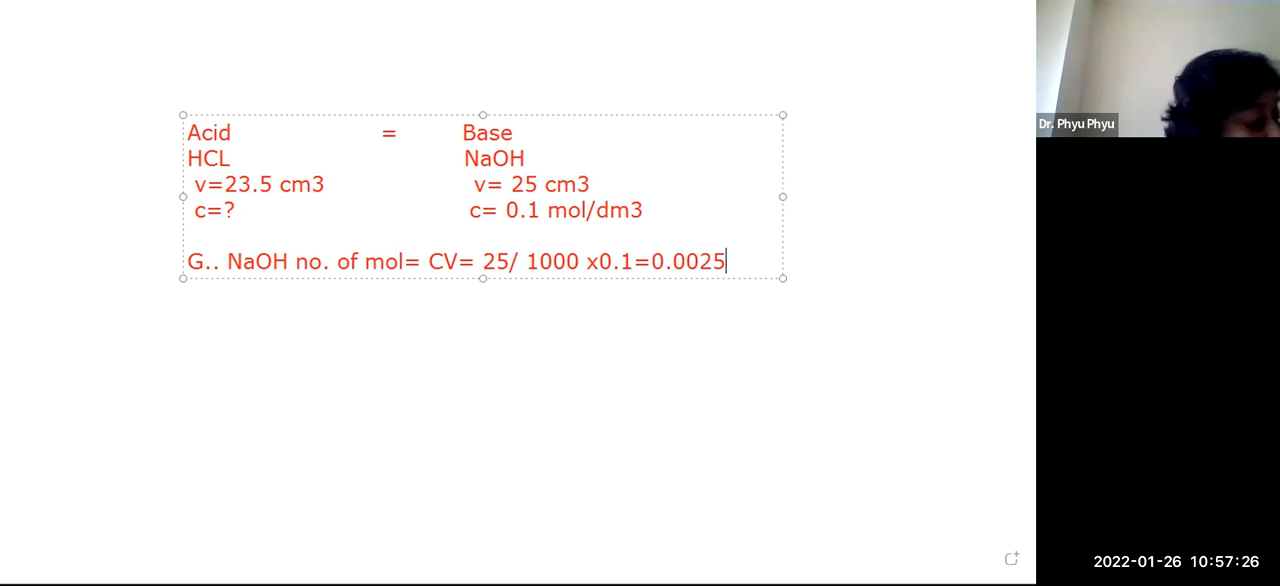 Acid = Base
HCL NaOH
v=23.5 cm3 v= 25 cm3
c=? c= 0.1 mol/dm3
G.. NaOH no. of mol= CV= 25/ 1000 x0.1=0.0025
Dr. Phyu Phyu
2022-01-26 10:57:26